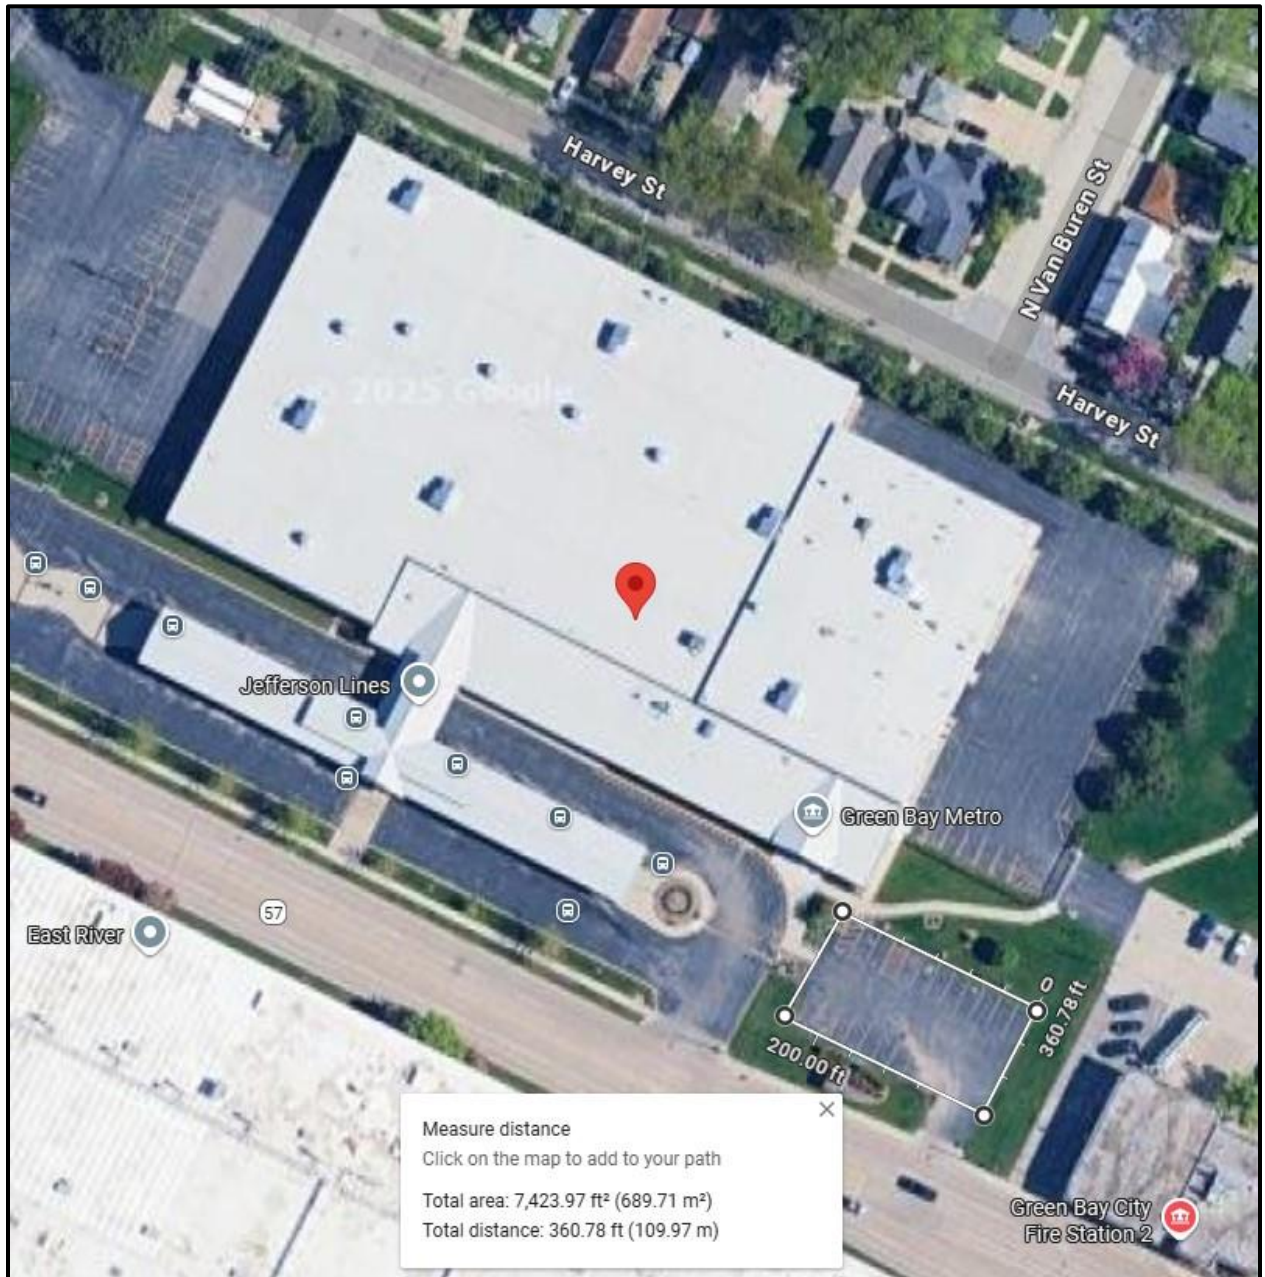 Harvey St
N Van Buren St
© 2025 Google
Harvey St
Jefferson Lines
Green Bay Metro
57
East River
0
360.78 ft
200.00 ft
Measure distance
Click on the map to add to your path
Total area: 7,423.97 ft² (689.71 m²)
Total distance: 360.78 ft (109.97 m)
Green Bay City
Fire Station 2